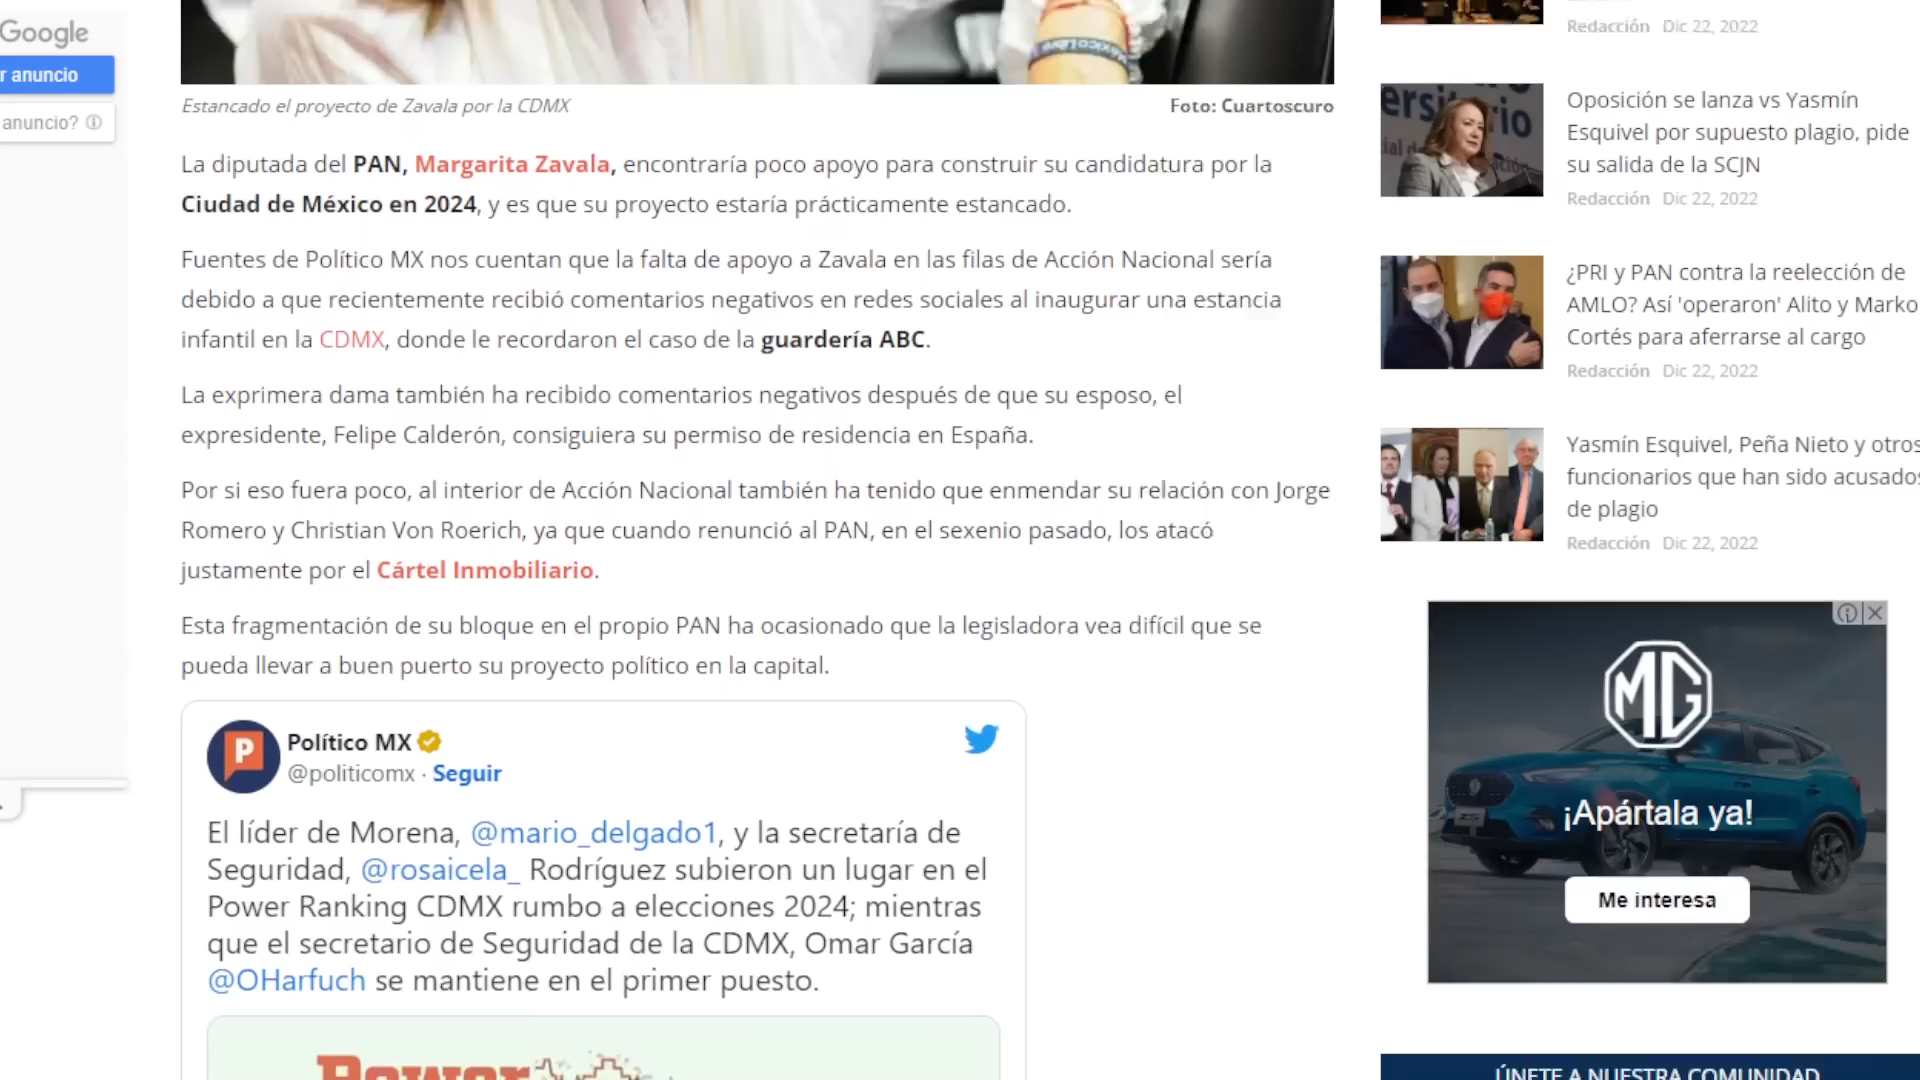 Google
r anuncio
anuncio?
Estancado el proyecto de Zavala por la CDMX
Foto: Cuartoscuro
La diputada del PAN, Margarita Zavala, encontraría poco apoyo para construir su candidatura por la
Ciudad de México en 2024, y es que su proyecto estaría prácticamente estancado.
Fuentes de Político MX nos cuentan que la falta de apoyo a Zavala en las filas de Acción Nacional sería
debido a que recientemente recibió comentarios negativos en redes sociales al inaugurar una estancia
infantil en la CDMX, donde le recordaron el caso de la guardería ABC.
La exprimera dama también ha recibido comentarios negativos después de que su esposo, el
expresidente, Felipe Calderón, consiguiera su permiso de residencia en España.
Por si eso fuera poco, al interior de Acción Nacional también ha tenido que enmendar su relación con Jorge
Romero y Christian Von Roerich, ya que cuando renunció al PAN, en el sexenio pasado, los atacó
justamente por el Cártel Inmobiliario.
Esta fragmentación de su bloque en el propio PAN ha ocasionado que la legisladora vea difícil que se
pueda llevar a buen puerto su proyecto político en la capital.
Político MX
@politicomx · Seguir
El líder de Morena, @mario_delgado1, y la secretaría de
Seguridad, @rosaicela_ Rodríguez subieron un lugar en el
Power Ranking CDMX rumbo a elecciones 2024; mientras
que el secretario de Seguridad de la CDMX, Omar García
@OHarfuch se mantiene en el primer puesto.
Power
Redacción Dic 22, 2022
Oposición se lanza vs Yasmín
Esquivel por supuesto plagio, pide
su salida de la SCJN
Redacción Dic 22, 2022
¿PRI y PAN contra la reelección de
AMLO? Así 'operaron' Alito y Marko
Cortés para aferrarse al cargo
Redacción Dic 22, 2022
Yasmín Esquivel, Peña Nieto y otros
funcionarios que han sido acusados
de plagio
Redacción Dic 22, 2022
MG
¡Apártala ya!
Me interesa
ÚNETE A NUESTRA COMUNIDAD